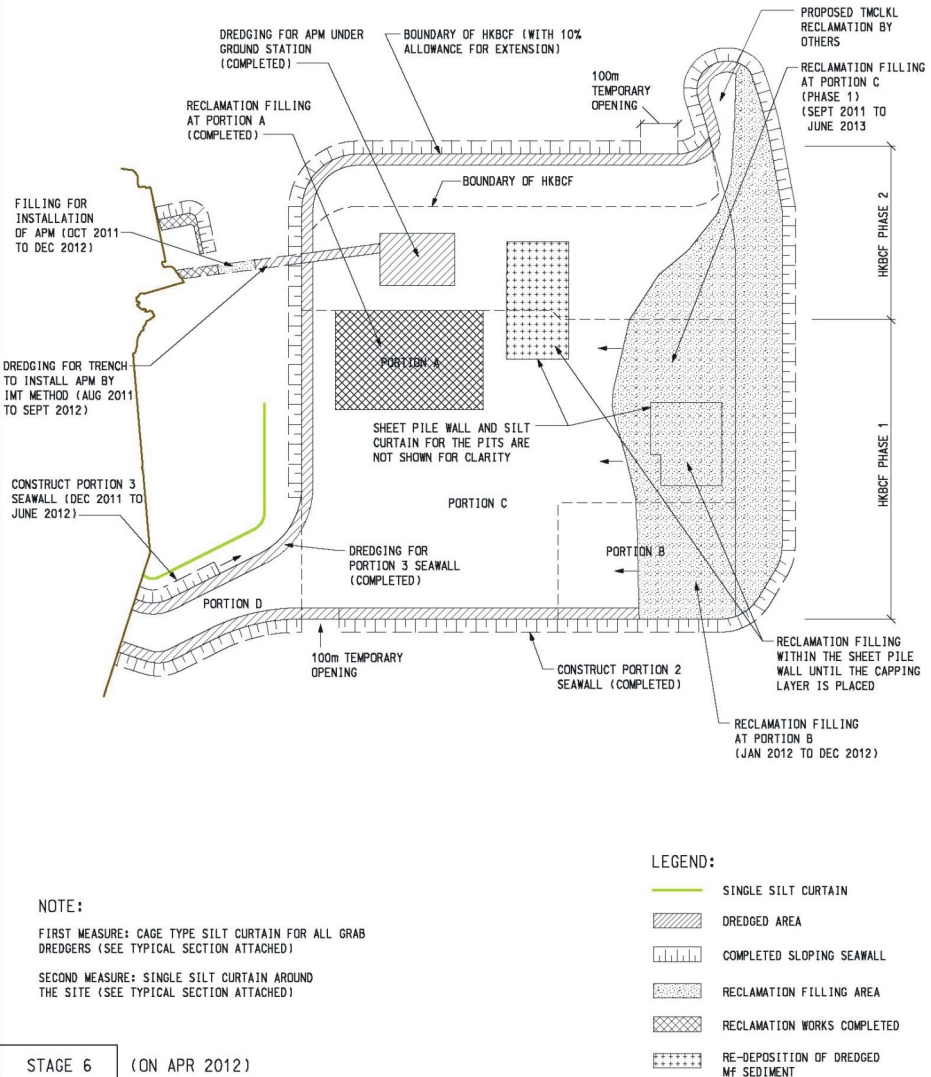 DREDGING FOR APM UNDER
GROUND STATION
(COMPLETED)
BOUNDARY OF HKBCF (WITH 10%
ALLOWANCE FOR EXTENSION)
PROPOSED TMCLKL
RECLAMATION BY
OTHERS
100m
TEMPORARY
OPENING
RECLAMATION FILLING
AT PORTION C
(PHASE 1)
(SEPT 2011 TO
JUNE 2013
RECLAMATION FILLING
AT PORTION A
(COMPLETED)
BOUNDARY OF HKBCF
FILLING FOR
INSTALLATION
OF APM (OCT 2011
TO DEC 2012)
HKBCF PHASE 2
DREDGING FOR TRENCH
TO INSTALL APM BY
IMT METHOD (AUG 2011
TO SEPT 2012)
PORTION A
SHEET PILE WALL AND SILT
CURTAIN FOR THE PITS ARE
NOT SHOWN FOR CLARITY
HKBCF PHASE 1
CONSTRUCT PORTION 3
SEAWALL (DEC 2011 TO
JUNE 2012)
PORTION C
DREDGING FOR
PORTION 3 SEAWALL
(COMPLETED)
PORTION B
PORTION D
100m TEMPORARY
OPENING
CONSTRUCT PORTION 2
SEAWALL (COMPLETED)
RECLAMATION FILLING
WITHIN THE SHEET PILE
WALL UNTIL THE CAPPING
LAYER IS PLACED
RECLAMATION FILLING
AT PORTION B
(JAN 2012 TO DEC 2012)
NOTE:
FIRST MEASURE: CAGE TYPE SILT CURTAIN FOR ALL GRAB
DREDGERS (SEE TYPICAL SECTION ATTACHED)
SECOND MEASURE: SINGLE SILT CURTAIN AROUND
THE SITE (SEE TYPICAL SECTION ATTACHED)
LEGEND:
SINGLE SILT CURTAIN
DREDGED AREA
COMPLETED SLOPING SEAWALL
RECLAMATION FILLING AREA
RECLAMATION WORKS COMPLETED
RE-DEPOSITION OF DREDGED
Mf SEDIMENT
STAGE 6 (ON APR 2012)